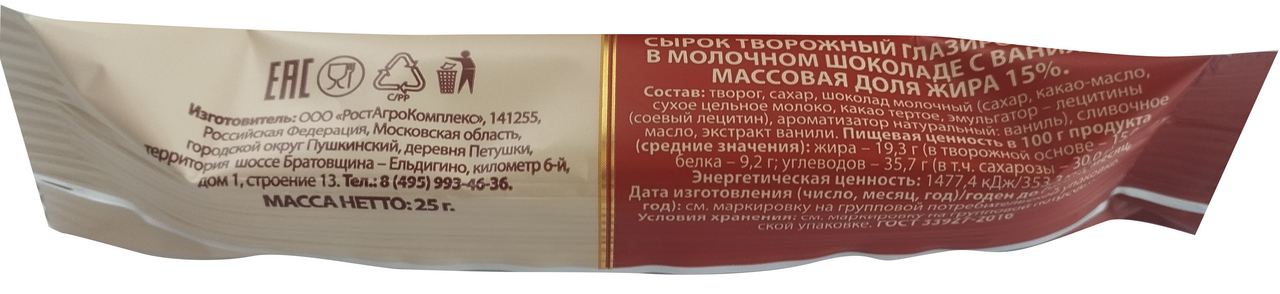 EAC
C/PP
Изготовитель: ООО «РостАгроКомплекс», 141255,
Российская Федерация, Московская область,
городской округ Пушкинский, деревня Петушки,
территория шоссе Братовщина – Ельдигино, километр 6-й,
дом 1, строение 13. Тел.: 8 (495) 993-46-36.
МАССА НЕТТО: 25 г.
СЫРОК ТВОРОЖНЫЙ
В МОЛОЧНОМ ШОКОЛАДЕ С
МАССОВАЯ ДОЛЯ ЖИРА 15%.
Состав: творог, сахар, шоколад молочный (сахар, какао-масло,
сухое цельное молоко, какао тертое, эмульгатор – лецитины
(соевый лецитин), ароматизатор натуральный: ваниль), сливочное
масло, экстракт ванили. Пищевая ценность в 100 г продукта
(средние значения): жира – 19,3 г (в творожной основе –
белка – 9,2 г; углеводов – 35,7 г (в т.ч. сахарозы –
Энергетическая ценность: 1477,4 кДж/353
Дата изготовления (число, месяц, год)/годен до
год): см. маркировку на групповой
Условия хранения: см. маркировку на групповой
ской упаковке. ГОСТ 33927-2016